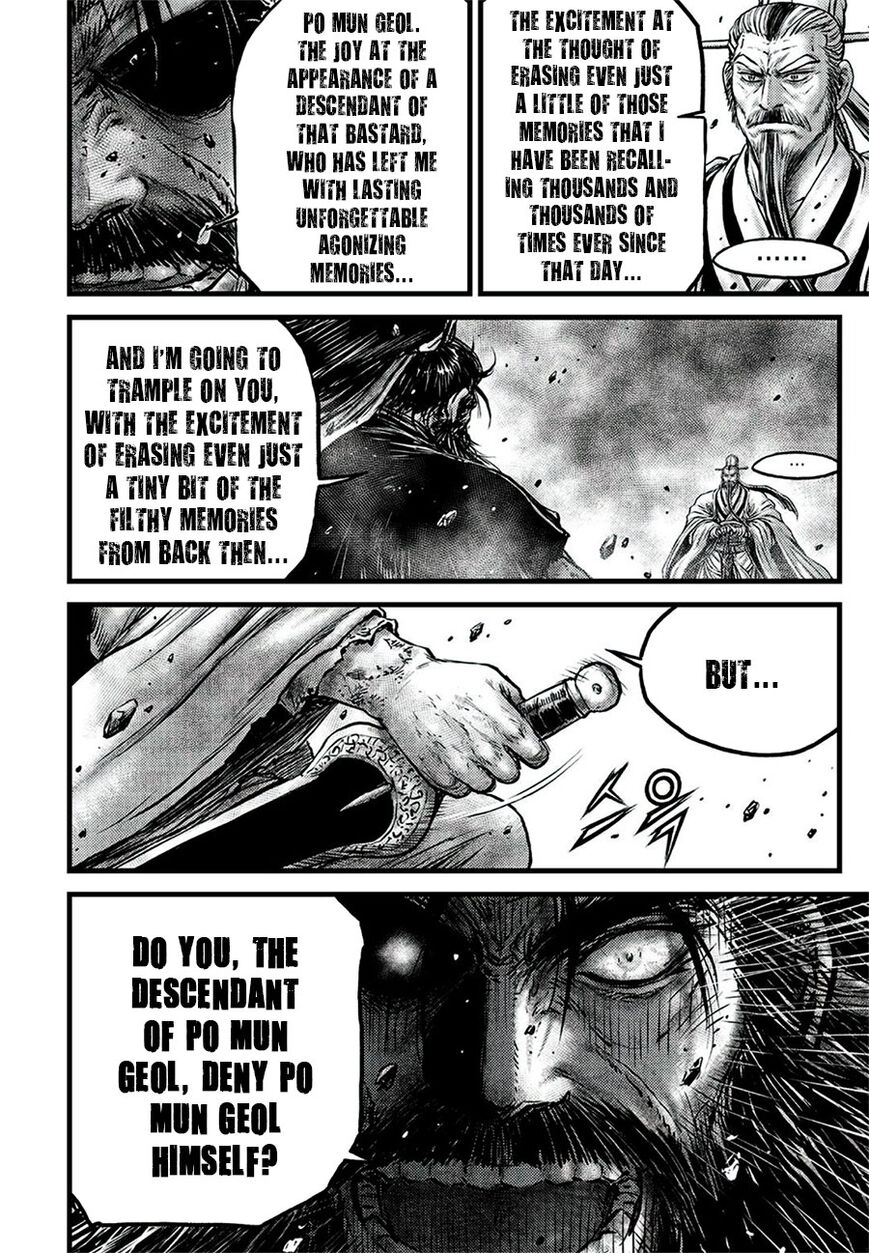 PO MUN GEOL.
THE JOY AT THE
APPEARANCE OF A
DESCENDANT OF
THAT BASTARD,
WHO HAS LEFT ME
WITH LASTING
UNFORGETTABLE
AGONIZING
MEMORIES...
THE EXCITEMENT AT
THE THOUGHT OF
ERASING EVEN JUST
A LITTLE OF THOSE
MEMORIES THAT I
HAVE BEEN RECALL-
ING THOUSANDS AND
THOUSANDS OF
TIMES EVER SINCE
THAT DAY...
......
AND I'M GOING TO
TRAMPLE ON YOU,
WITH THE EXCITEMENT
OF ERASING EVEN JUST
A TINY BIT OF THE
FILTHY MEMORIES
FROM BACK THEN...
...
BUT...
스윽
DO YOU, THE
DESCENDANT
OF PO MUN
GEOL, DENY PO
MUN GEOL
HIMSELF?